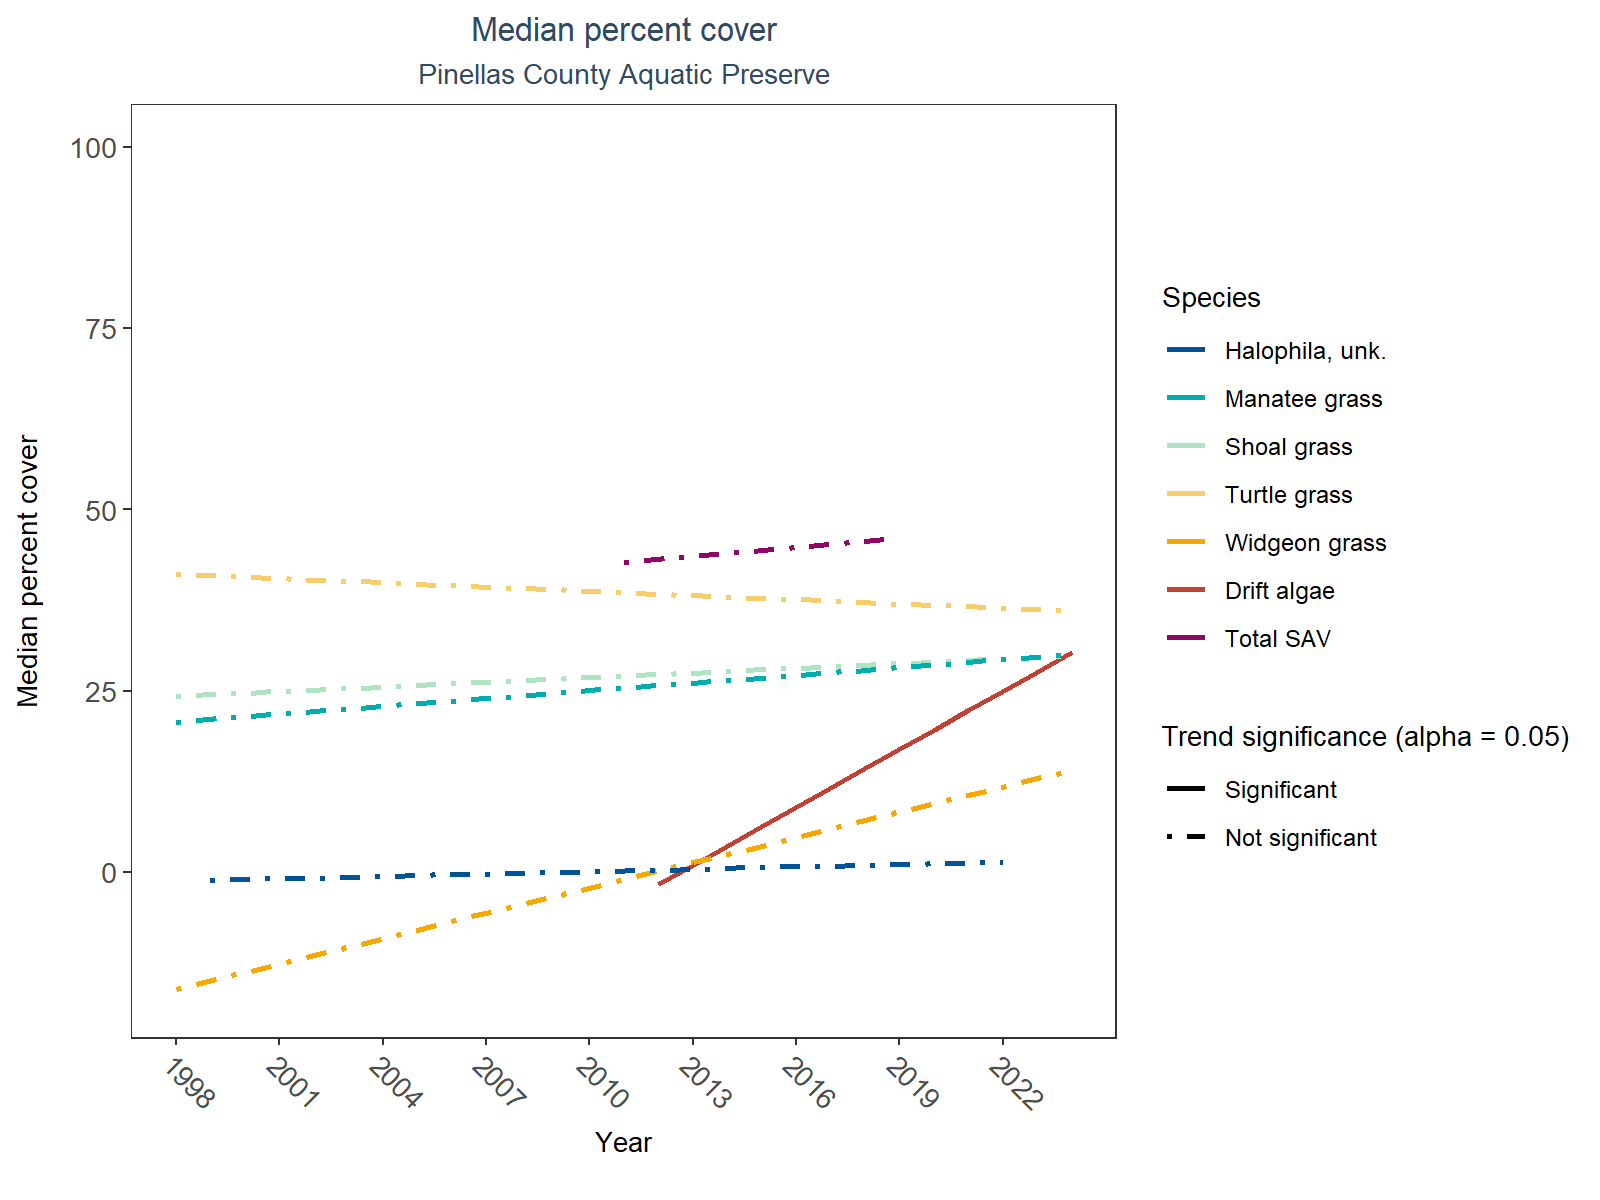 Median percent cover
Pinellas County Aquatic Preserve
Median percent cover
100
75
50
25
0
1998
2001
2004
2007
2010
2013
2016
2019
2022
Year
Species
Halophila, unk.
Manatee grass
Shoal grass
Turtle grass
Widgeon grass
Drift algae
Total SAV
Trend significance (alpha = 0.05)
Significant
Not significant